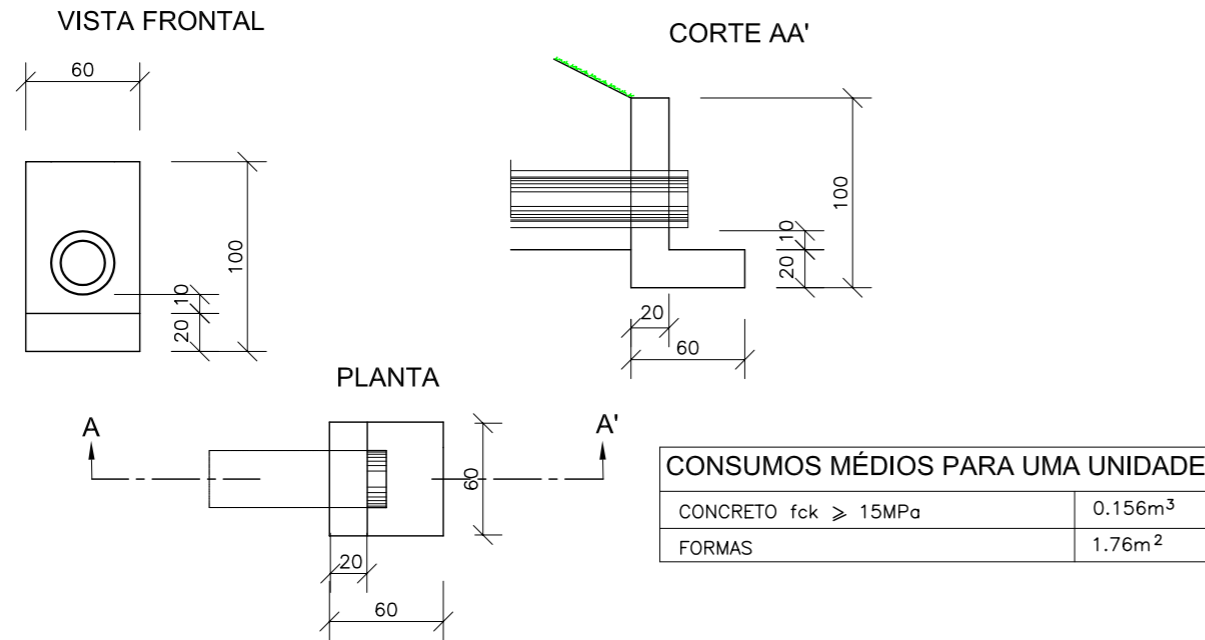 VISTA FRONTAL
60
100
10
20
CORTE AA'
100
10
20
20
60
PLANTA
A
A'
60
20
60
CONSUMOS MÉDIOS PARA UMA UNIDADE
CONCRETO fck ⩾ 15MPa 0.156m³
FORMAS 1.76m²